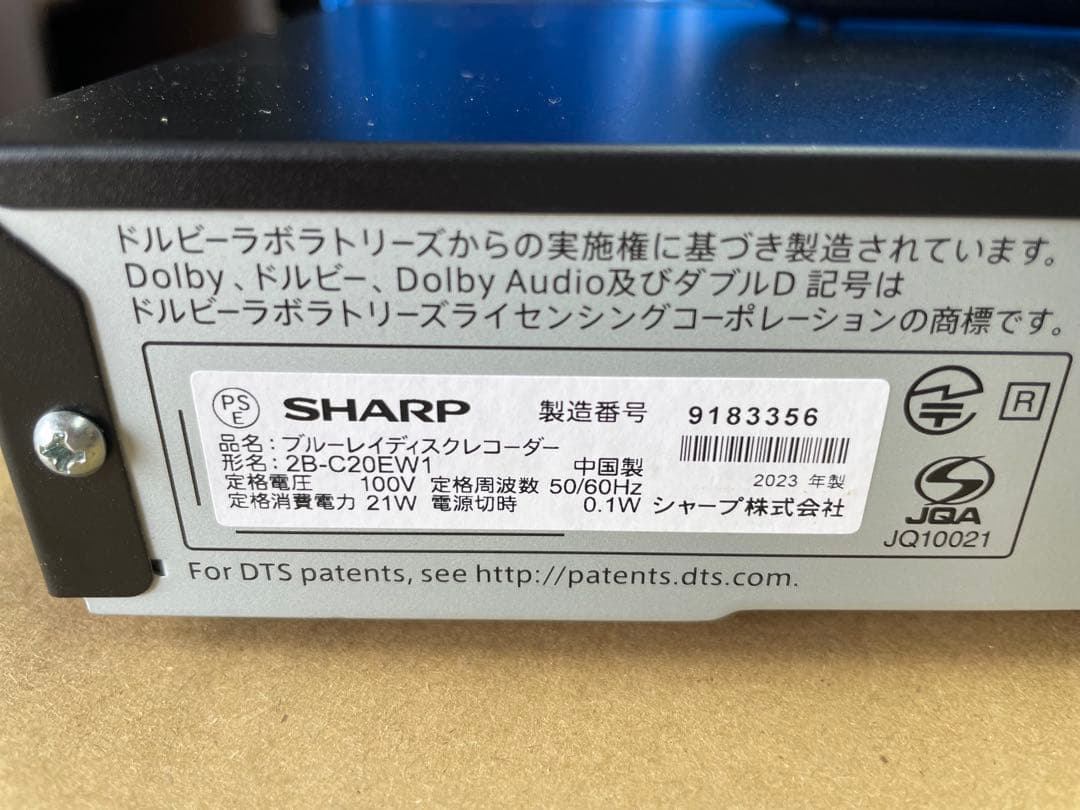 ドルビーラボラトリーズからの実施権に基づき製造されています。
Dolby、ドルビー、Dolby Audio及びダブルD 記号は
ドルビーラボラトリーズライセンシングコーポレーションの商標です。
PSE SHARP 製造番号 9183356
品名:ブルーレイディスクレコーダー
形名:2B-C20EW1 中国製
2023 年製
定格電圧 100V 定格周波数 50/60Hz
定格消費電力 21W 電源切時 0.1W シャープ株式会社
R
JQA
JQ10021
For DTS patents, see http://patents.dts.com.